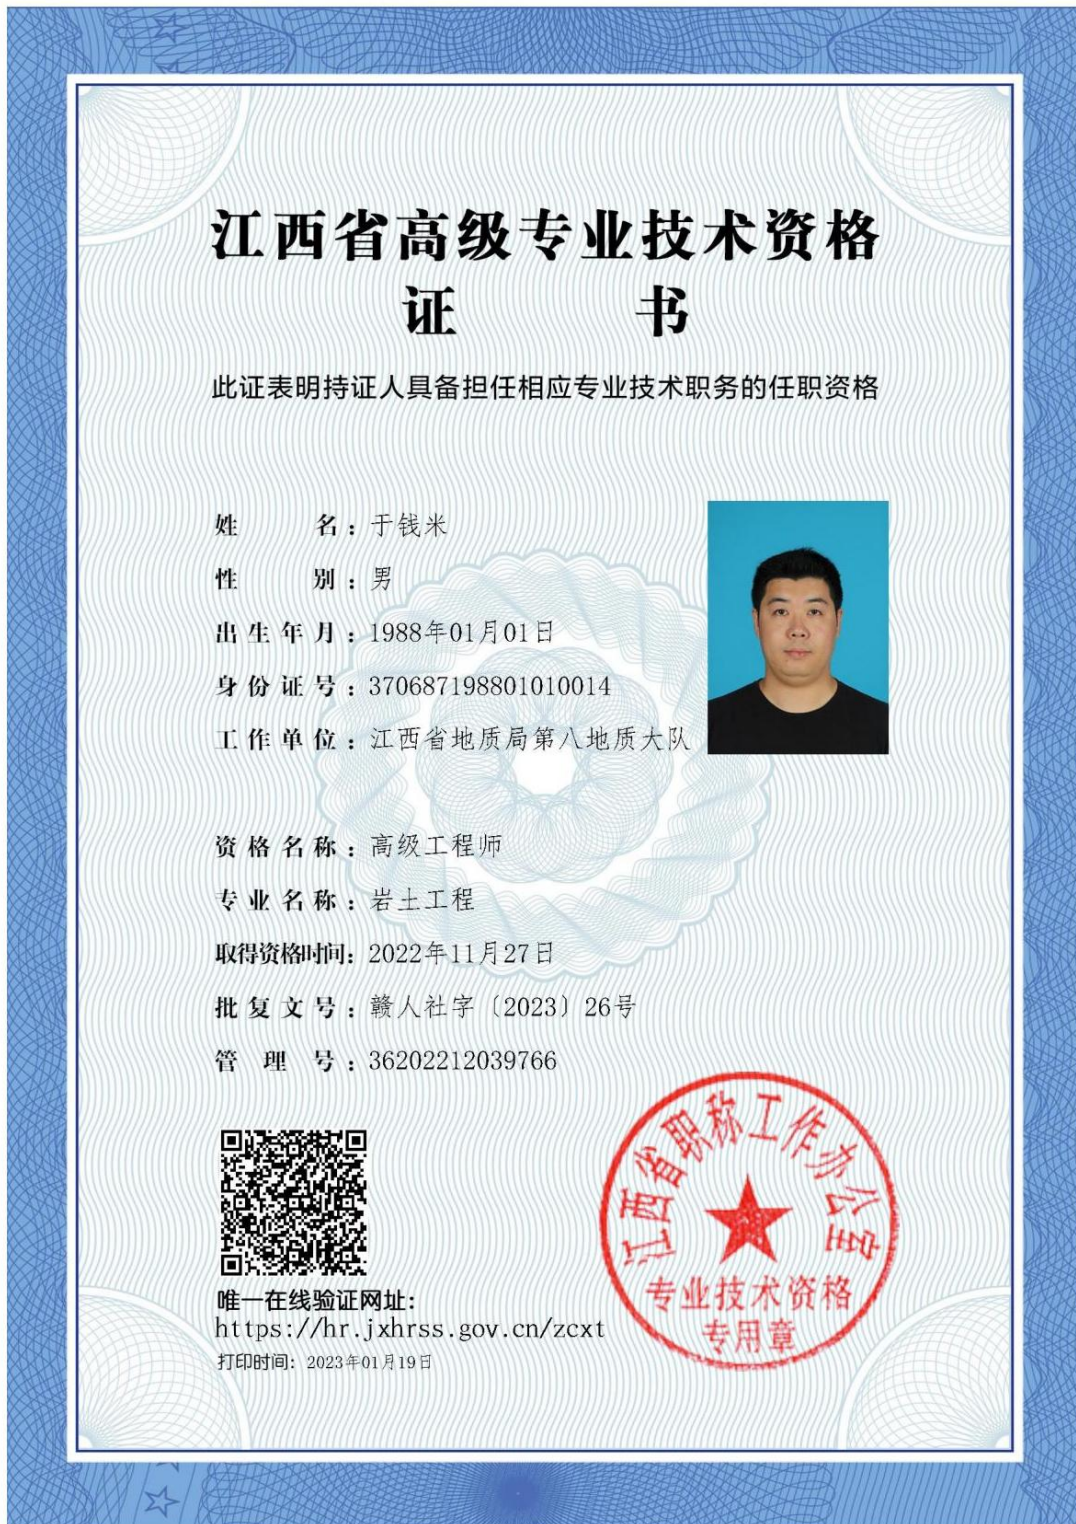 江西省高级专业技术资格
证 书
此证表明持证人具备担任相应专业技术职务的任职资格
姓 名：于钱米
性 别：男
出生年月：1988年01月01日
身份证号：370687198801010014
工作单位：江西省地质局第八地质大队
资格名称：高级工程师
专业名称：岩土工程
取得资格时间：2022年11月27日
批复文号：赣人社字〔2023〕26号
管 理 号：36202212039766
江西省职称工作办公室
专业技术资格
专用章
唯一在线验证网址：
https://hr.jxhrss.gov.cn/zcxt
打印时间：2023年01月19日